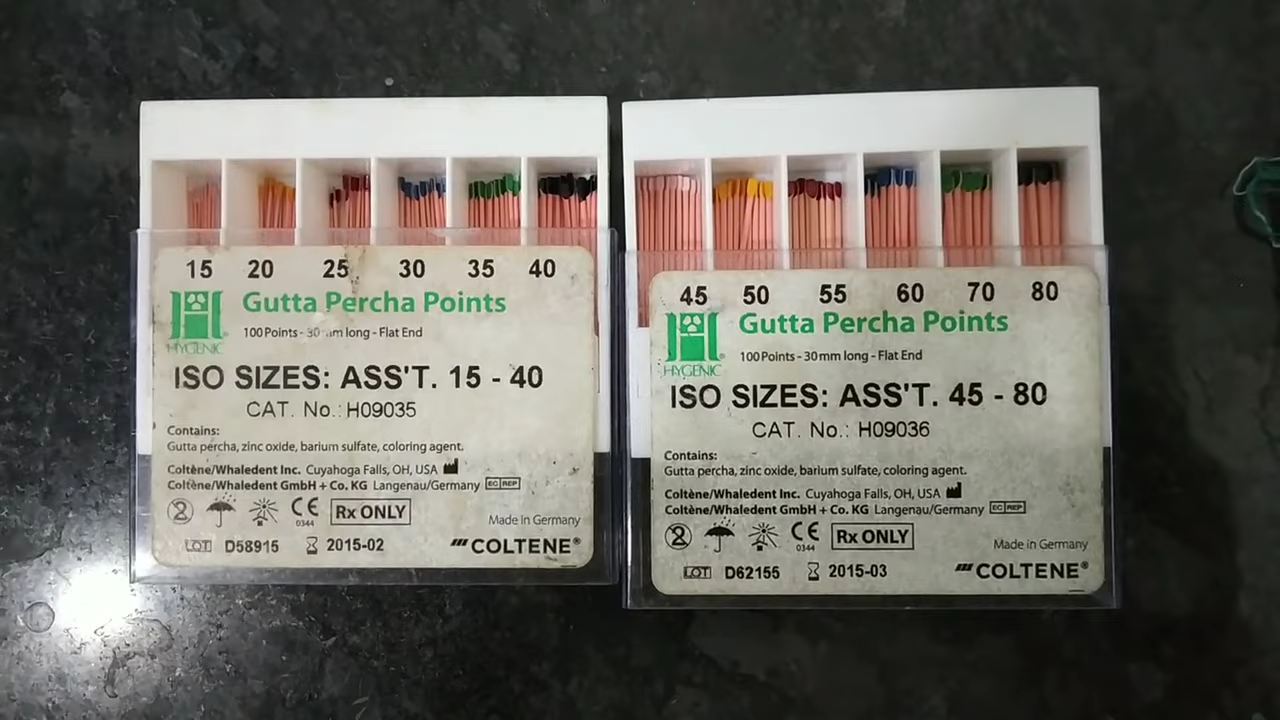 15 20 25 30 35 40
Gutta Percha Points
HYGENIC
100 Points - 30 mm long - Flat End
ISO SIZES: ASS'T. 15 - 40
CAT. No.: H09035
Contains:
Gutta percha, zinc oxide, barium sulfate, coloring agent.
Coltène/Whaledent Inc. Cuyahoga Falls, OH, USA
Coltène/Whaledent GmbH + Co. KG Langenau/Germany EC REP
2 CE 0344 Rx ONLY
Made in Germany
LOT D58915 2015-02 COLTENE®
45 50 55 60 70 80
Gutta Percha Points
HYGENIC
100 Points - 30 mm long - Flat End
ISO SIZES: ASS'T. 45 - 80
CAT. No.: H09036
Contains:
Gutta percha, zinc oxide, barium sulfate, coloring agent.
Coltène/Whaledent Inc. Cuyahoga Falls, OH, USA
Coltène/Whaledent GmbH + Co. KG Langenau/Germany EC REP
2 CE 0344 Rx ONLY
Made in Germany
LOT D62155 2015-03 COLTENE®